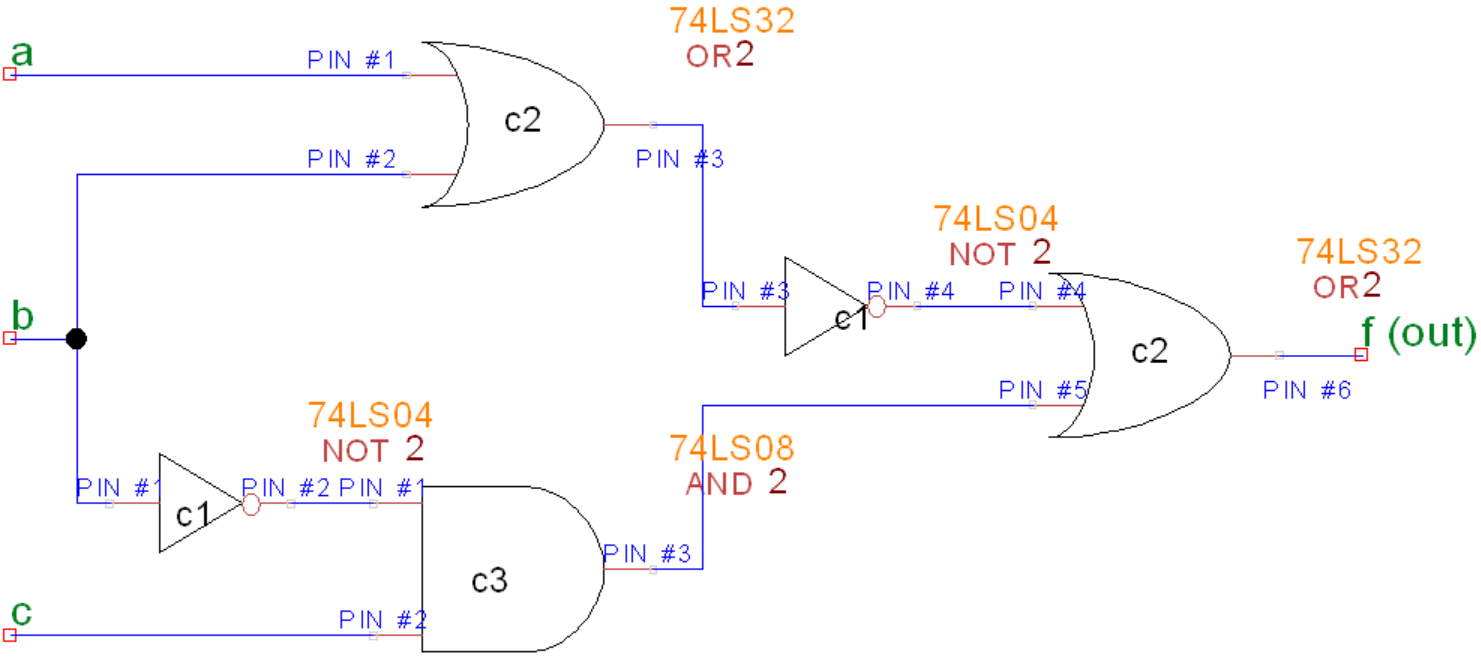 74LS32
OR2
a
PIN #1
c2
PIN #2
PIN #3
74LS04
NOT 2
74LS32
OR2
b
PIN #3
c1
PIN #4
PIN #4
c2
f (out)
PIN #5
PIN #6
74LS04
NOT 2
74LS08
AND 2
PIN #1
c1
PIN #2
PIN #1
c3
PIN #3
c
PIN #2